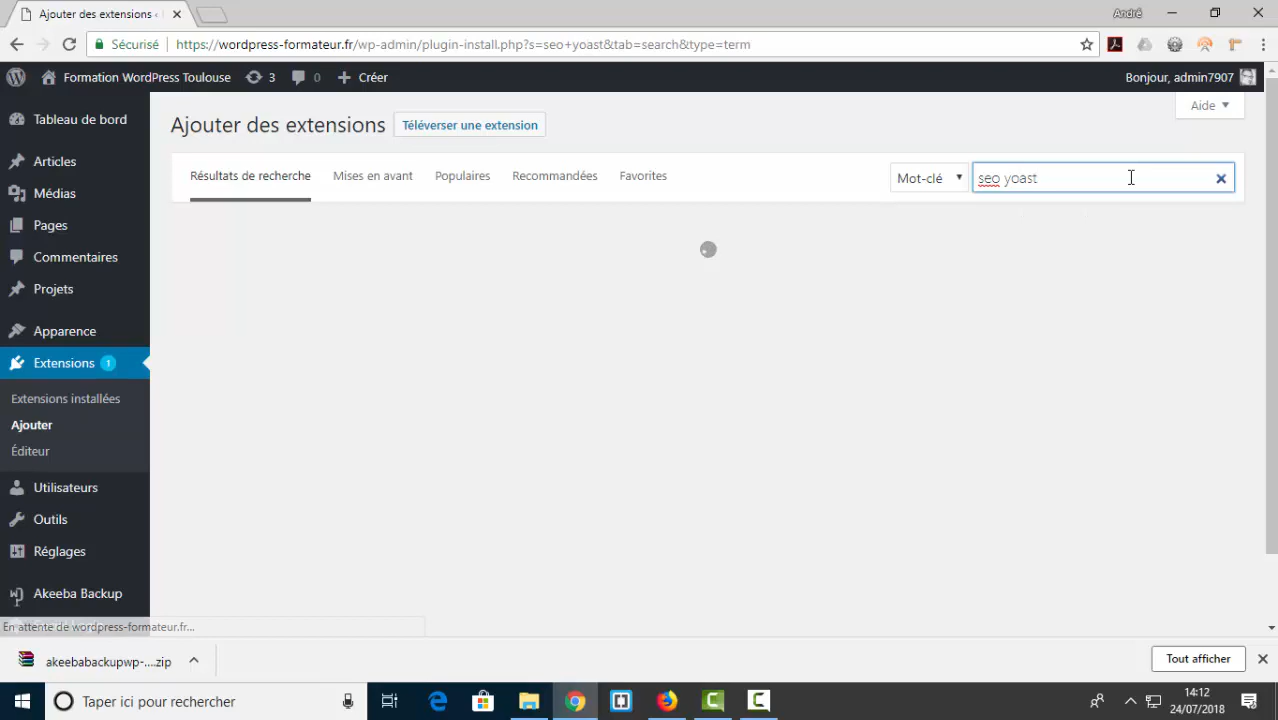 Ajouter des extensions ‹
André
Sécurisé
https://wordpress-formateur.fr/wp-admin/plugin-install.php?s=seo+yoast&tab=search&type=term
Formation WordPress Toulouse
3
0
Créer
Bonjour, admin7907
Tableau de bord
Articles
Médias
Pages
Commentaires
Projets
Apparence
Extensions 1
Extensions installées
Ajouter
Éditeur
Utilisateurs
Outils
Réglages
Akeeba Backup
Aide
Ajouter des extensions
Téléverser une extension
Résultats de recherche
Mises en avant
Populaires
Recommandées
Favorites
Mot-clé
seo yoast
En attente de wordpress-formateur.fr...
akeebabackupwp-....zip
Tout afficher
Taper ici pour rechercher
14:12
24/07/2018